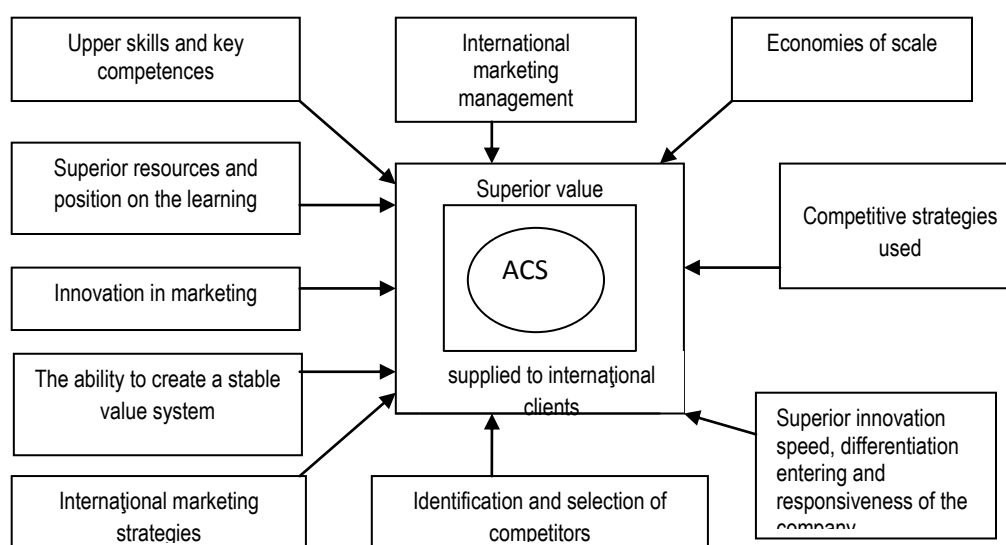 Upper skills and key
competences
International
marketing
management
Economies of scale
Superior resources and
position on the learning
Superior value
Competitive strategies
used
ACS
Innovation in marketing
The ability to create a stable
value system
supplied to internaţional
clients
Superior innovation
speed, differentiation
entering and
responsiveness of the
company
Internaţional marketing
strategies
Identification and selection of
competitors